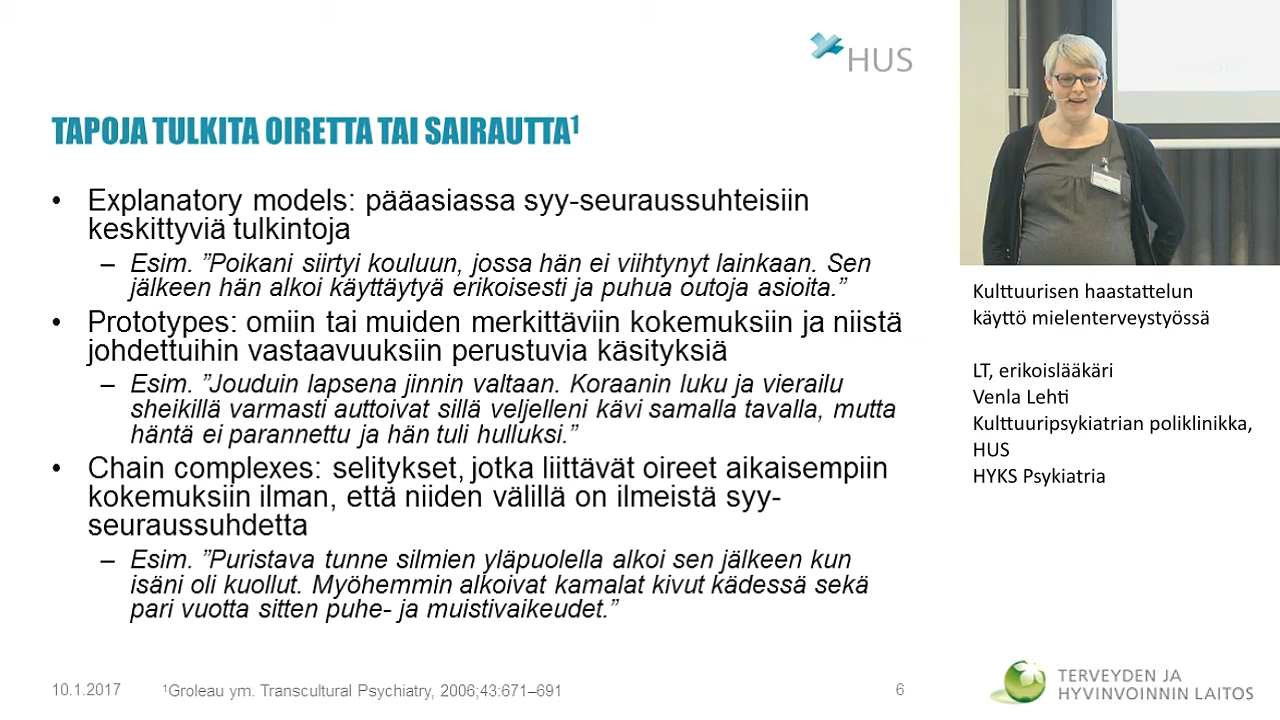 HUS
TAPOJA TULKITA OIRETTA TAI SAIRAUTTA¹
• Explanatory models: pääasiassa syy-seuraussuhteisiin
keskittyviä tulkintoja
– Esim. ”Poikani siirtyi kouluun, jossa hän ei viihtynyt lainkaan. Sen
jälkeen hän alkoi käyttäytyä erikoisesti ja puhua outoja asioita.”
• Prototypes: omiin tai muiden merkittäviin kokemuksiin ja niistä
johdettuihin vastaavuuksiin perustuvia käsityksiä
– Esim. ”Jouduin lapsena jinnin valtaan. Koraanin luku ja vierailu
sheikillä varmasti auttoivat sillä veljelleni kävi samalla tavalla, mutta
häntä ei parannettu ja hän tuli hulluksi.”
• Chain complexes: selitykset, jotka liittävät oireet aikaisempiin
kokemuksiin ilman, että niiden välillä on ilmeistä syy-
seuraussuhdetta
– Esim. ”Puristava tunne silmien yläpuolella alkoi sen jälkeen kun
isäni oli kuollut. Myöhemmin alkoivat kamalat kivut kädessä sekä
pari vuotta sitten puhe- ja muistivaikeudet.”
10.1.2017
¹Groleau ym. Transcultural Psychiatry, 2006;43:671–691
6
Kulttuurisen haastattelun
käyttö mielenterveystyössä
LT, erikoislääkäri
Venla Lehti
Kulttuuripsykiatrian poliklinikka,
HUS
HYKS Psykiatria
TERVEYDEN JA
HYVINVOINNIN LAITOS